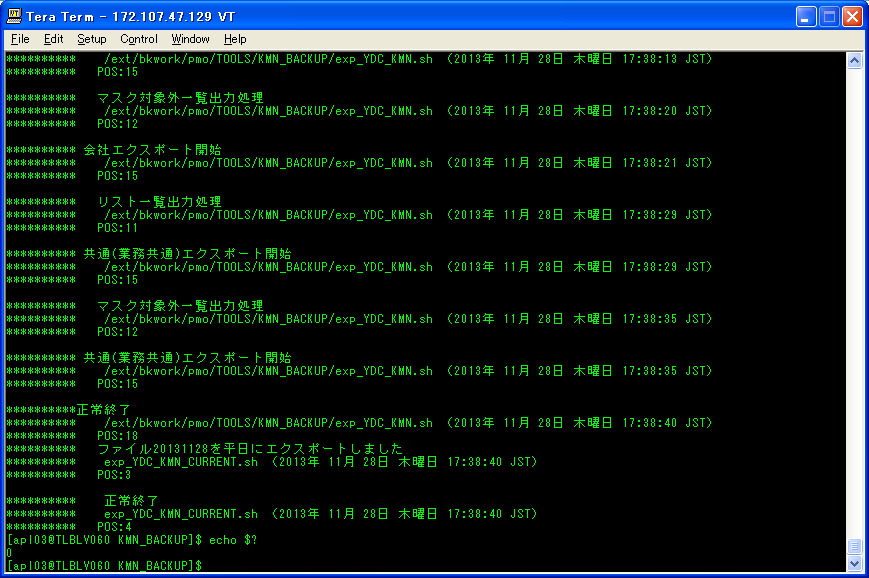 Tera Term - 172.107.47.129 VT
File Edit Setup Control Window Help
********** /ext/bkwork/pmo/TOOLS/KMN_BACKUP/exp_YDC_KMN.sh (2013年 11月 28日 木曜日 17:38:13 JST)
********** POS:15
********** マスク対象外一覧出力処理
********** /ext/bkwork/pmo/TOOLS/KMN_BACKUP/exp_YDC_KMN.sh (2013年 11月 28日 木曜日 17:38:20 JST)
********** POS:12
********** 会社エクスポート開始
********** /ext/bkwork/pmo/TOOLS/KMN_BACKUP/exp_YDC_KMN.sh (2013年 11月 28日 木曜日 17:38:21 JST)
********** POS:15
********** リスト一覧出力処理
********** /ext/bkwork/pmo/TOOLS/KMN_BACKUP/exp_YDC_KMN.sh (2013年 11月 28日 木曜日 17:38:29 JST)
********** POS:11
********** 共通(業務共通)エクスポート開始
********** /ext/bkwork/pmo/TOOLS/KMN_BACKUP/exp_YDC_KMN.sh (2013年 11月 28日 木曜日 17:38:29 JST)
********** POS:15
********** マスク対象外一覧出力処理
********** /ext/bkwork/pmo/TOOLS/KMN_BACKUP/exp_YDC_KMN.sh (2013年 11月 28日 木曜日 17:38:35 JST)
********** POS:12
********** 共通(業務共通)エクスポート開始
********** /ext/bkwork/pmo/TOOLS/KMN_BACKUP/exp_YDC_KMN.sh (2013年 11月 28日 木曜日 17:38:35 JST)
********** POS:15
**********正常終了
********** /ext/bkwork/pmo/TOOLS/KMN_BACKUP/exp_YDC_KMN.sh (2013年 11月 28日 木曜日 17:38:40 JST)
********** POS:18
********** ファイル20131128を平日にエクスポートしました
********** exp_YDC_KMN_CURRENT.sh (2013年 11月 28日 木曜日 17:38:40 JST)
********** POS:3
********** 正常終了
********** exp_YDC_KMN_CURRENT.sh (2013年 11月 28日 木曜日 17:38:40 JST)
********** POS:4
[apl03@TLBLY060 KMN_BACKUP]$ echo $?
0
[apl03@TLBLY060 KMN_BACKUP]$